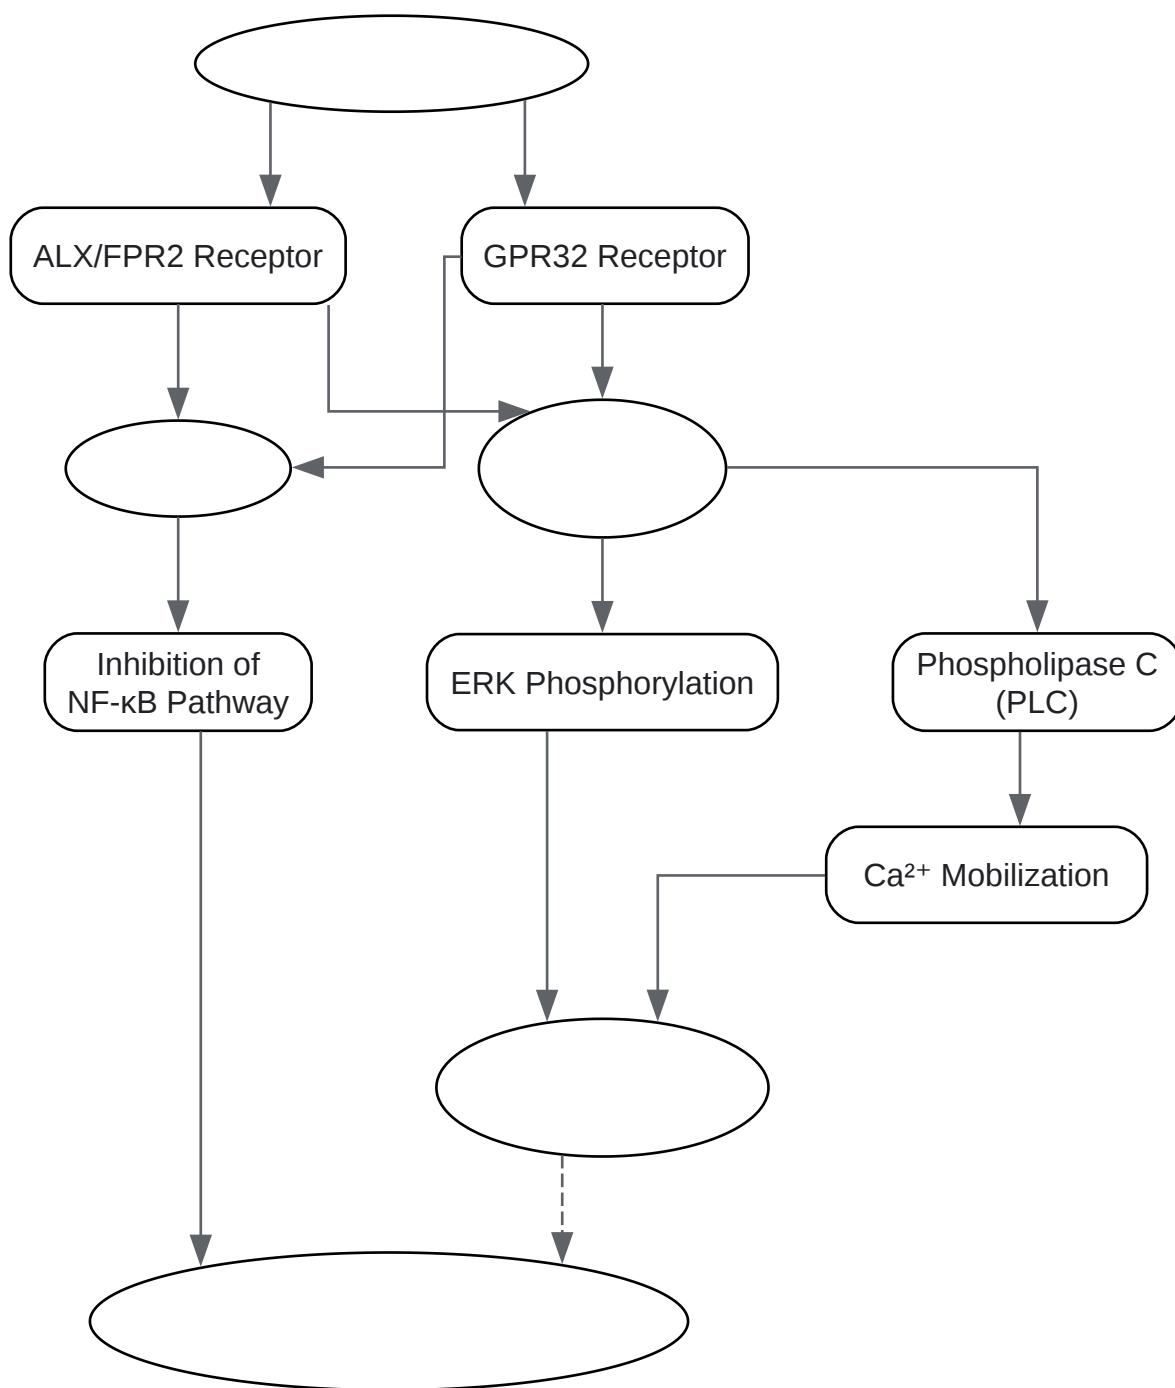 ALX/FPR2 Receptor
GPR32 Receptor
Inhibition of
NF-κB Pathway
ERK Phosphorylation
Phospholipase C
(PLC)
Ca²⁺ Mobilization